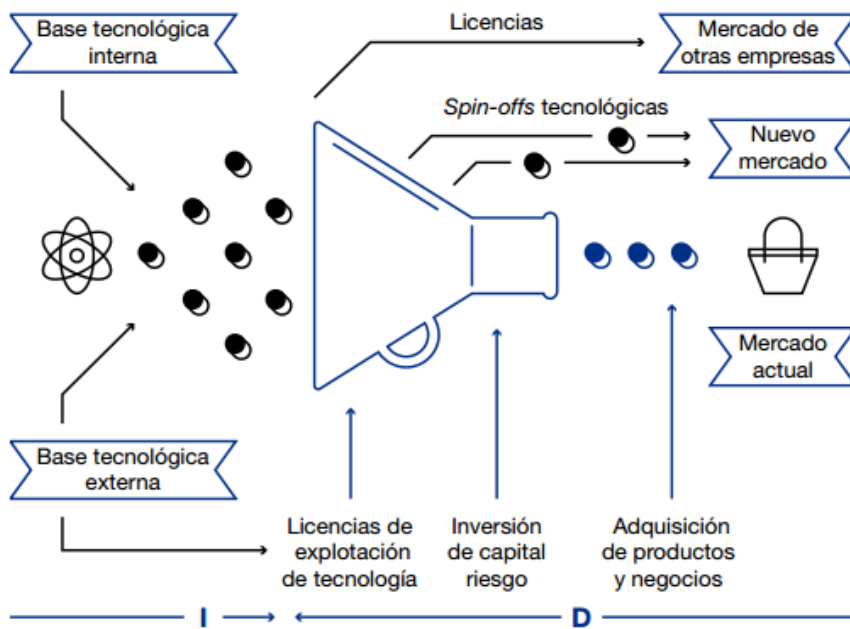 Base tecnológica
interna
Licencias
Mercado de
otras empresas
Spin-offs tecnológicas
Nuevo
mercado
Mercado
actual
Base tecnológica
externa
Licencias de
explotación
de tecnología
Inversión
de capital
riesgo
Adquisición
de productos
y negocios
I
D